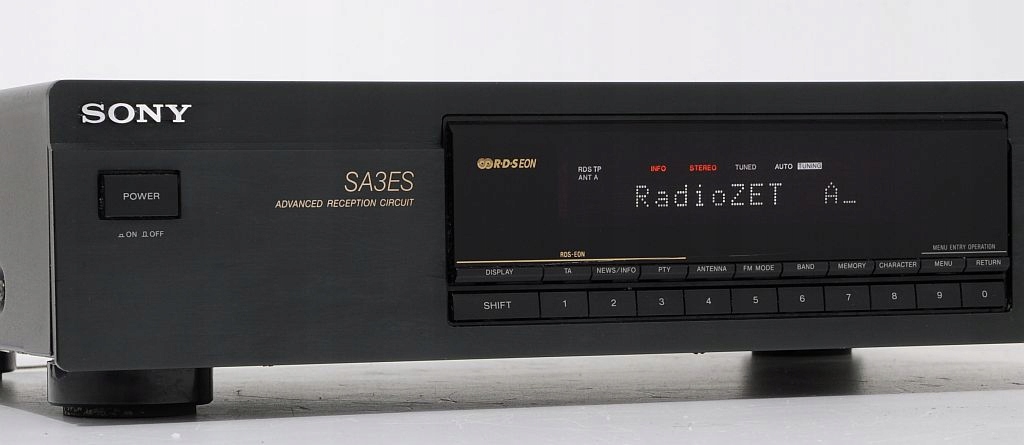 SONY
POWER
ON OFF
SA3ES
ADVANCED RECEPTION CIRCUIT
R·D·S EON
RDS TP INFO STEREO TUNED AUTO TUNING
ANT A
RadioZET A_
RDS-EON
MENU ENTRY OPERATION
DISPLAY TA NEWS/INFO PTY ANTENNA FM MODE BAND MEMORY CHARACTER MENU RETURN
SHIFT 1 2 3 4 5 6 7 8 9 0